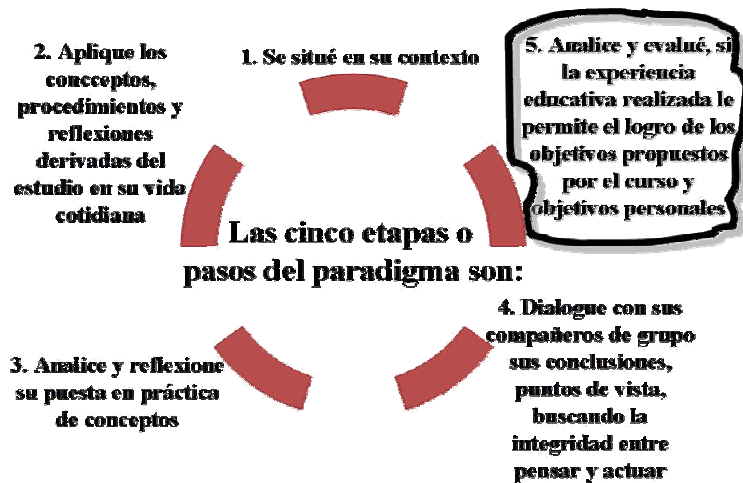 1. Se situé en su contexto
2. Aplique los
concceptos,
procedimientos y
reflexiones
derivadas del
estudio en su vida
cotidiana
3. Analice y reflexione
su puesta en práctica
de conceptos
4. Dialogue con sus
compañeros de grupo
sus conclusiones,
puntos de vista,
buscando la
integridad entre
pensar y actuar
5. Analice y evalué, si
la experiencia
educativa realizada le
permite el logro de los
objetivos propuestos
por el curso y
objetivos personales
Las cinco etapas o
pasos del paradigma son: